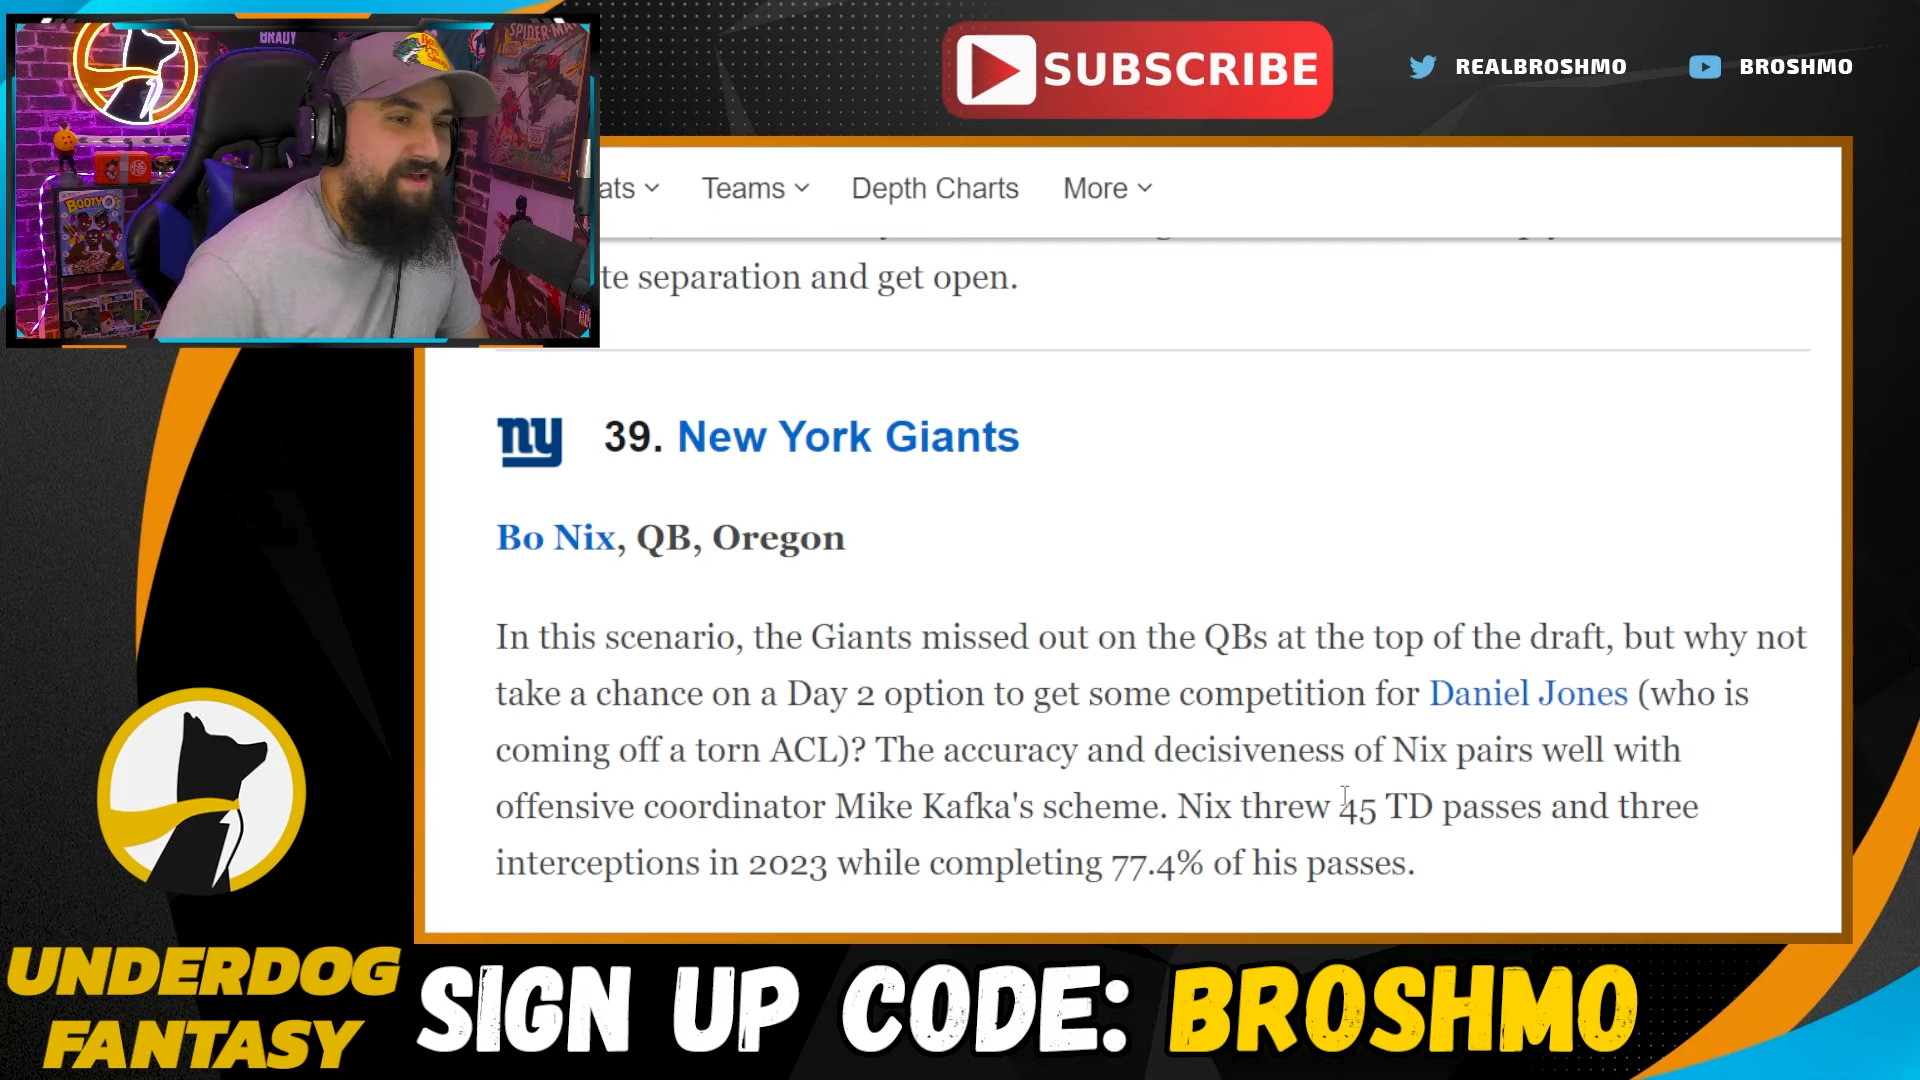 BRADY
SPIDER-MA
BOOTYO's
SUBSCRIBE
REALBROSHMO
BROSHMO
ats
Teams
Depth Charts
More
te separation and get open.
ny
39. New York Giants
Bo Nix, QB, Oregon
In this scenario, the Giants missed out on the QBs at the top of the draft, but why not
take a chance on a Day 2 option to get some competition for Daniel Jones (who is
coming off a torn ACL)? The accuracy and decisiveness of Nix pairs well with
offensive coordinator Mike Kafka's scheme. Nix threw 45 TD passes and three
interceptions in 2023 while completing 77.4% of his passes.
UNDERDOG
FANTASY
SIGN UP CODE: BROSHMO